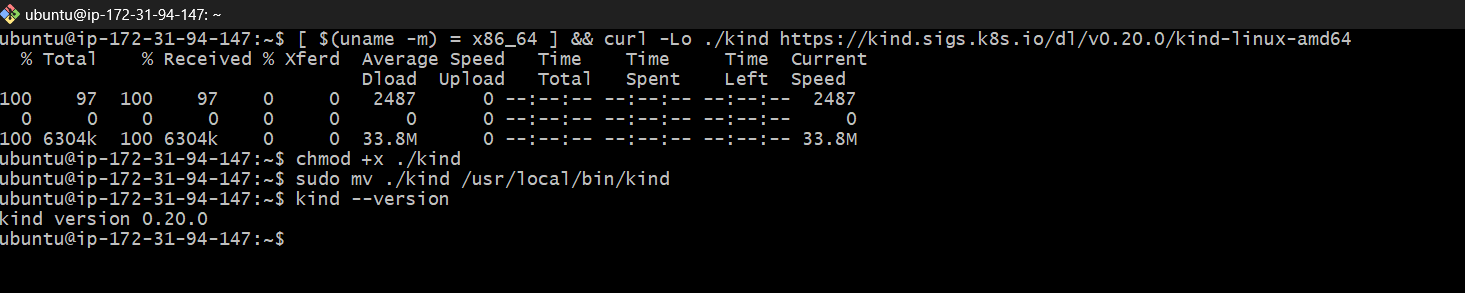 ubuntu@ip-172-31-94-147: ~
ubuntu@ip-172-31-94-147:~$ [ $(uname -m) = x86_64 ] && curl -Lo ./kind https://kind.sigs.k8s.io/dl/v0.20.0/kind-linux-amd64
  % Total    % Received % Xferd  Average Speed   Time    Time     Time  Current
                                 Dload  Upload   Total   Spent    Left  Speed
100    97  100    97    0     0   2487      0 --:--:-- --:--:-- --:--:--  2487
  0     0    0     0    0     0      0      0 --:--:-- --:--:-- --:--:--     0
100 6304k  100 6304k    0     0  33.8M      0 --:--:-- --:--:-- --:--:-- 33.8M
ubuntu@ip-172-31-94-147:~$ chmod +x ./kind
ubuntu@ip-172-31-94-147:~$ sudo mv ./kind /usr/local/bin/kind
ubuntu@ip-172-31-94-147:~$ kind --version
kind version 0.20.0
ubuntu@ip-172-31-94-147:~$